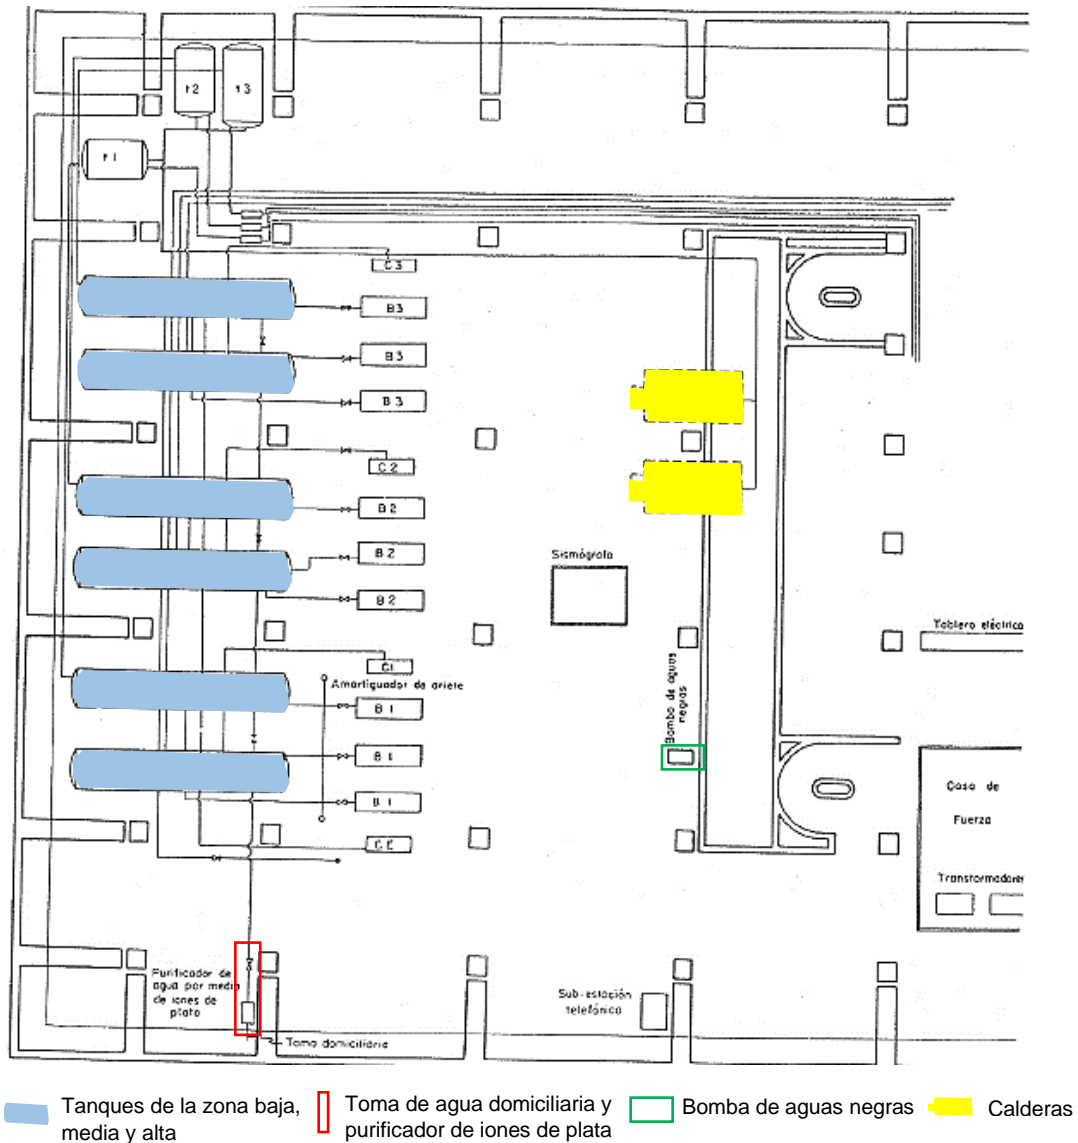 t2
t3
t1
C3
B3
B3
B3
C2
B2
B2
B2
Sismógrafo
Tablero eléctrico
C1
Amortiguador de ariete
Bomba de aguas
negras
B1
B1
B1
Casa de
Fuerza
Transformadores
Purificador de
agua por medio
de iones de
plata
Sub-estación
telefónica
Toma domiciliaria
Tanques de la zona baja,
media y alta
Toma de agua domiciliaria y
purificador de iones de plata
Bomba de aguas negras
Calderas